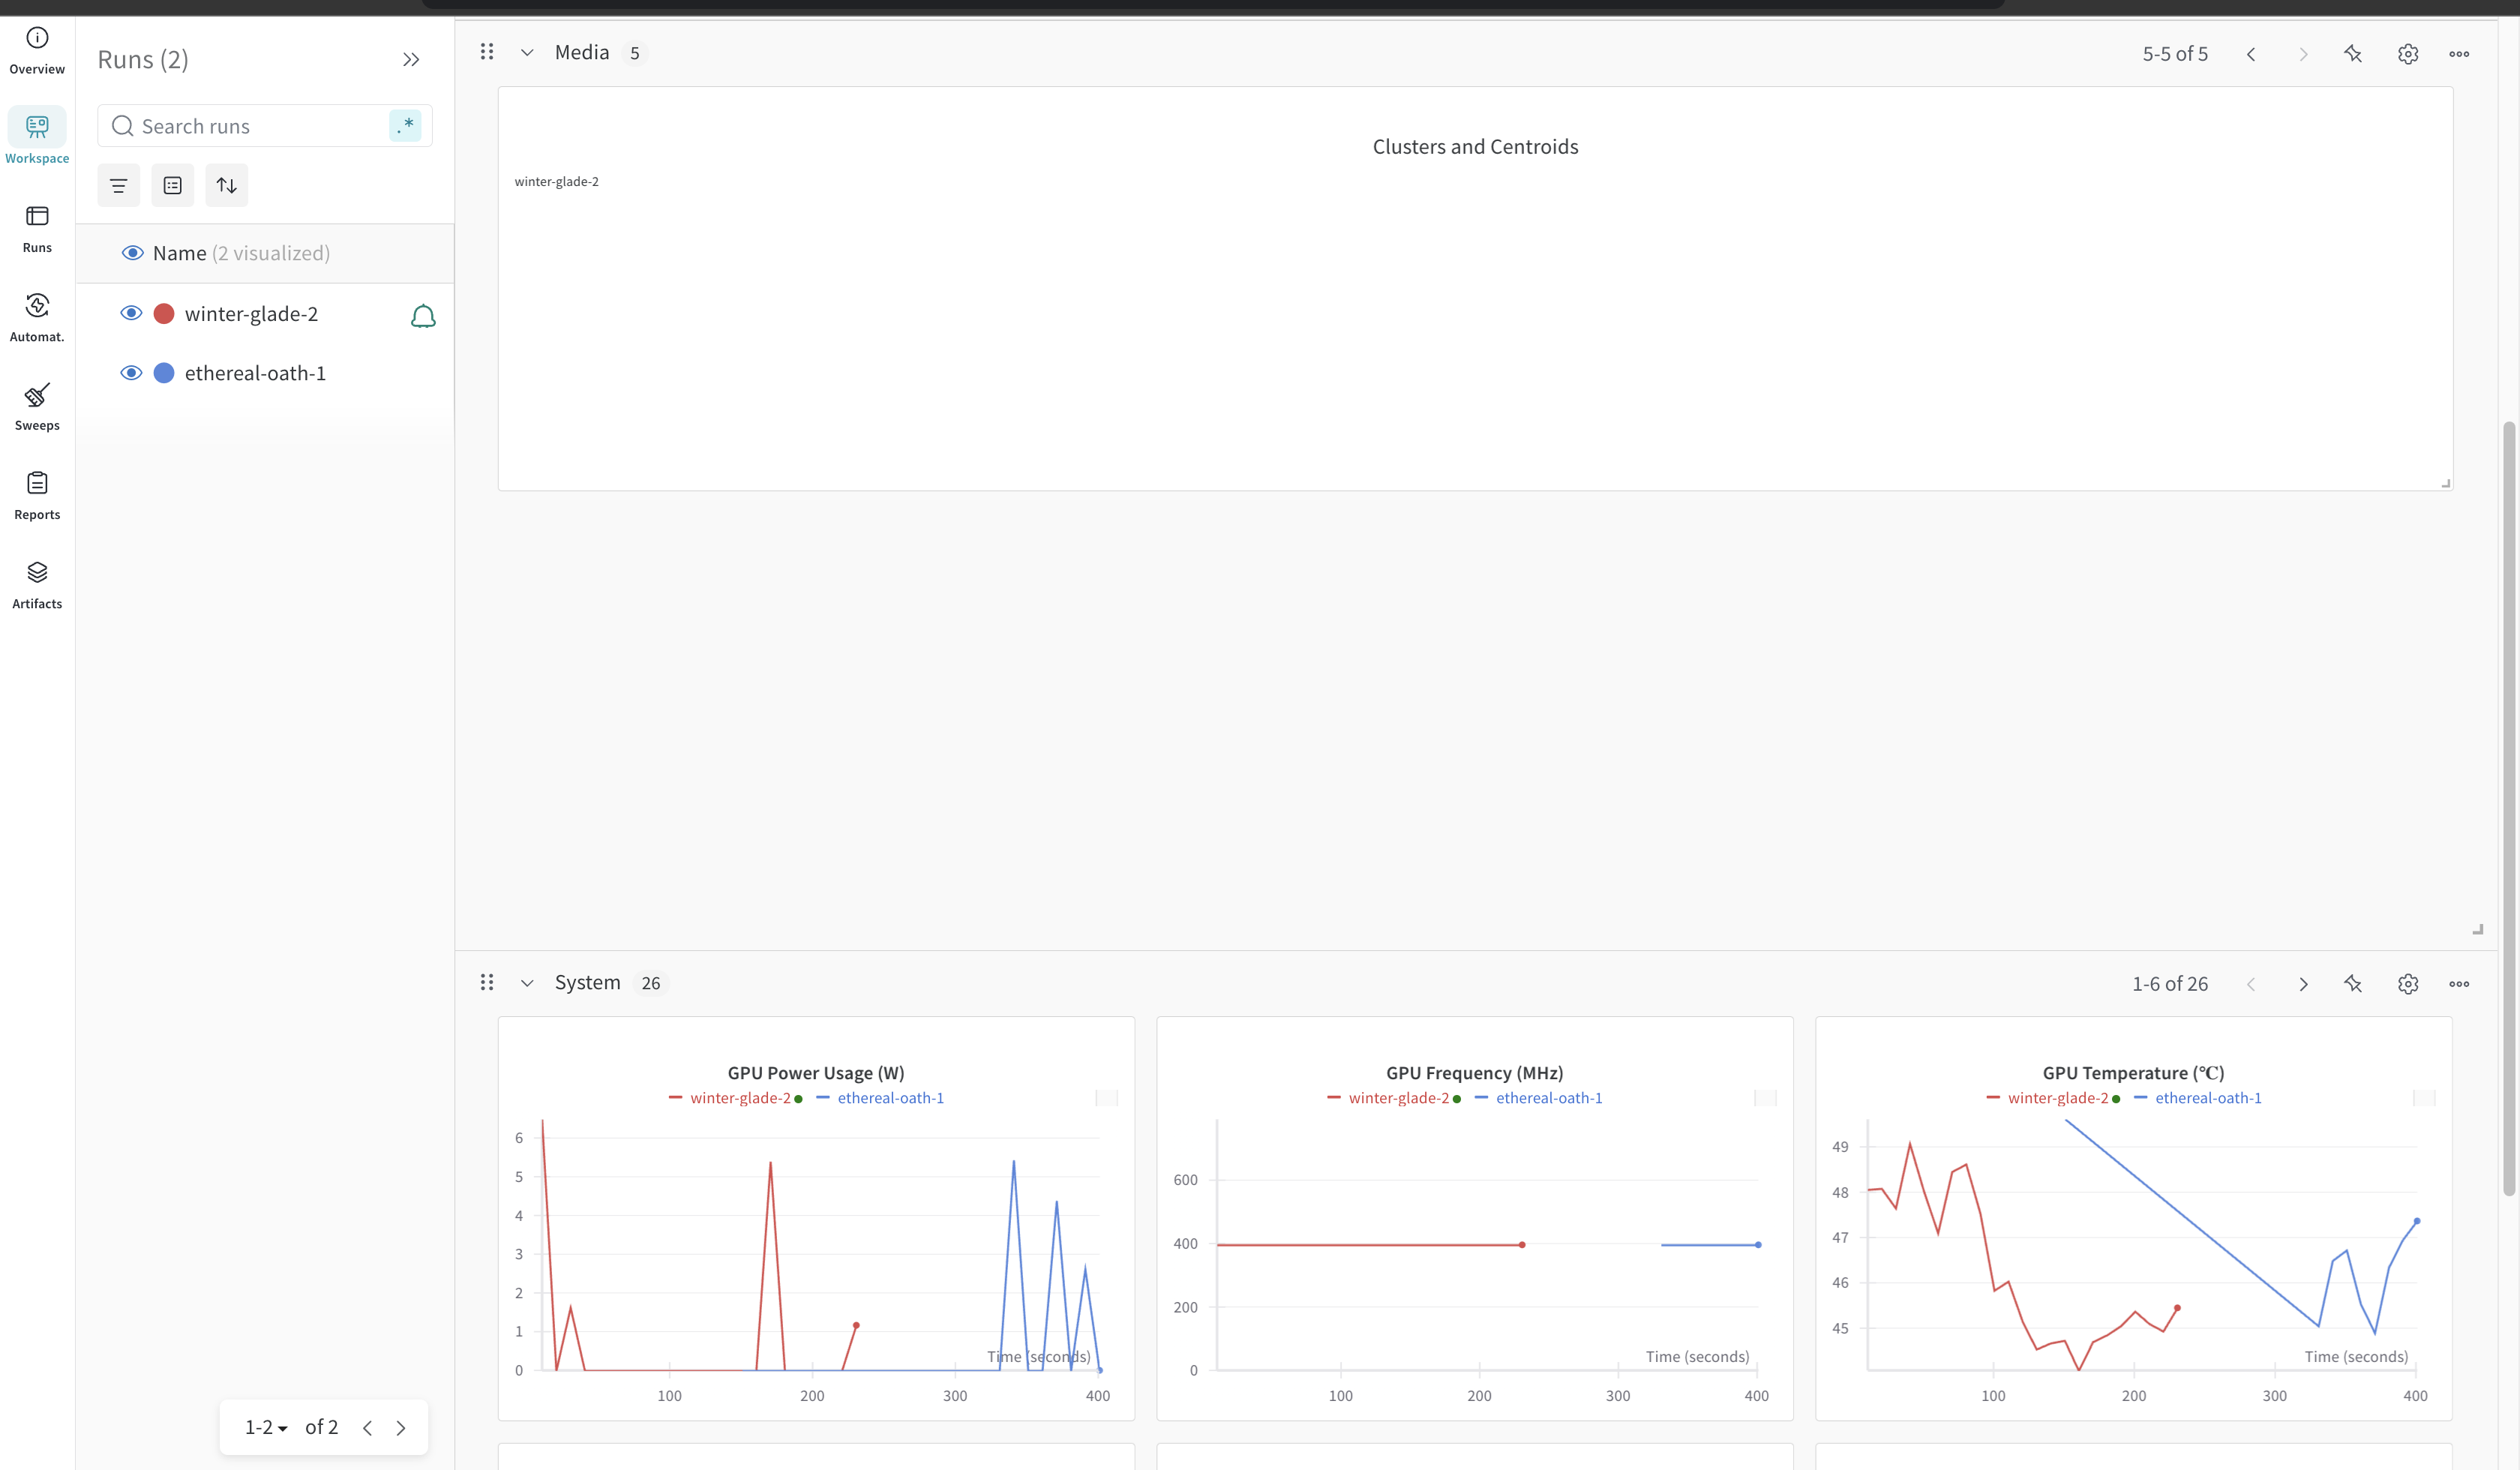 Overview
Workspace
Runs
Automat.
Sweeps
Reports
Artifacts
Runs (2)
Search runs
.*
Name (2 visualized)
winter-glade-2
ethereal-oath-1
1-2 of 2
Media 5
5-5 of 5
Clusters and Centroids
winter-glade-2
System 26
1-6 of 26
GPU Power Usage (W)
winter-glade-2 ethereal-oath-1
6
5
4
3
2
1
0
Time (seconds)
100 200 300 400
GPU Frequency (MHz)
winter-glade-2 ethereal-oath-1
600
400
200
0
Time (seconds)
100 200 300 400
GPU Temperature (℃)
winter-glade-2 ethereal-oath-1
49
48
47
46
45
Time (seconds)
100 200 300 400